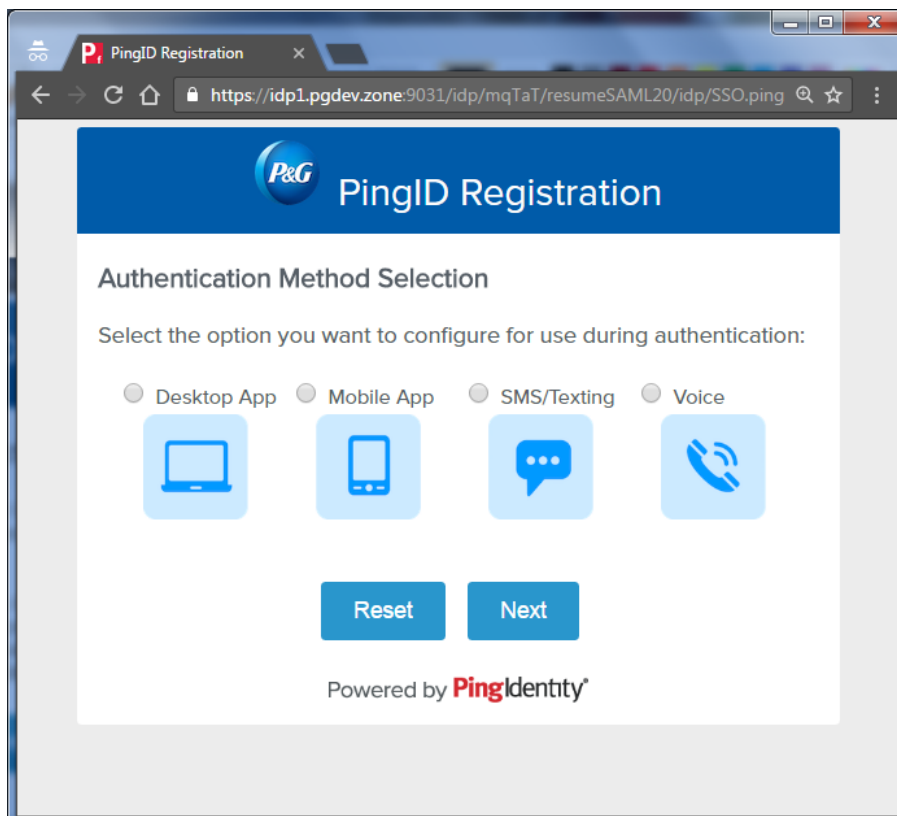 PingID Registration
https://idp1.pgdev.zone:9031/idp/mqTaT/resumeSAML20/idp/SSO.ping
P&G PingID Registration
Authentication Method Selection
Select the option you want to configure for use during authentication:
Desktop App Mobile App SMS/Texting Voice
Reset Next
Powered by PingIdentity®